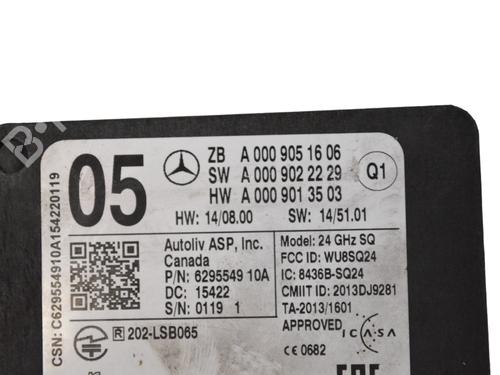 05
ZB A 000 905 16 06
SW A 000 902 22 29
HW A 000 901 35 03
Q1
HW: 14/08.00 SW: 14/51.01
Autoliv ASP, Inc.
Canada
P/N: 6295549 10A
DC: 15422
S/N: 0119 1
Model: 24 GHz SQ
FCC ID: WU8SQ24
IC: 8436B-SQ24
CMIIT ID: 2013DJ9281
TA-2013/1601
APPROVED
ICASA
R 202-LSB065
CE 0682
EAC
CSN: C629554910A154220119